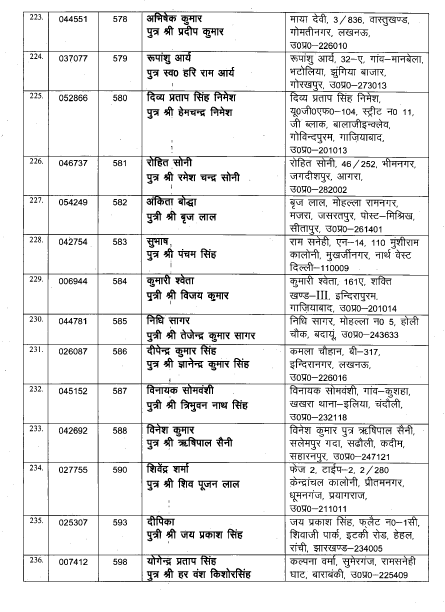 223. 044551 578 अभिषेक कुमार माया देवी, 3/836, वास्तुखण्ड,
पुत्र श्री प्रदीप कुमार गोमतीनगर, लखनऊ,
उ0प्र0-226010
224. 037077 579 रूपांशु आर्य रूपांशु आर्य, 32-ए, गांव-मानबेला,
पुत्र स्व0 हरि राम आर्य भटोलिया, झुंगिया बाजार,
गोरखपुर, उ0प्र0-273013
225. 052866 580 दिव्य प्रताप सिंह निमेश दिव्य प्रताप सिंह निमेश,
पुत्र श्री हेमचन्द्र निमेश यू0जी0एफ0-104, स्ट्रीट न0 11,
जी ब्लाक, बालाजीइन्क्लेव,
गोविन्दपुरम, गाज़ियाबाद,
उ0प्र0-201013
226. 046737 581 रोहित सोनी रोहित सोनी, 46/252, भीमनगर,
पुत्र श्री रमेश चन्द्र सोनी जगदीशपुर, आगरा,
उ0प्र0-282002
227. 054249 582 अंकिता बोद्धा बृज लाल, मोहल्ला रामनगर,
पुत्री श्री बृज लाल मजरा, जसरतपुर, पोस्ट-मिश्रिख,
सीतापुर, उ0प्र0-261401
228. 042754 583 सुभाष राम सनेही, एन-14, 110 मुंशीराम
पुत्र श्री पंचम सिंह कालोनी, मुखर्जीनगर, नार्थ वेस्ट
दिल्ली-110009
229. 006944 584 कुमारी श्वेता कुमारी श्वेता, 161ए, शक्ति
पुत्री श्री विजय कुमार खण्ड-III, इन्दिरापुरम,
गाज़ियाबाद, उ0प्र0-201014
230. 044781 585 निधि सागर निधि सागर, मोहल्ला न0 5, होली
पुत्री श्री तेजेन्द्र कुमार सागर चौक, बदायू, उ0प्र0-243633
231. 026087 586 दीपेन्द्र कुमार सिंह कमला चौहान, बी-317,
पुत्र श्री ज्ञानेन्द्र कुमार सिंह इन्दिरानगर, लखनऊ,
उ0प्र0-226016
232. 045152 587 विनायक सोमवंशी विनायक सोमवंशी, गांव-कुशहा,
पुत्र श्री त्रिभुवन नाथ सिंह खखरा थाना-इलिया, चंदौली,
उ0प्र0-232118
233. 042692 588 विनेश कुमार विनेश कुमार पुत्र ऋषिपाल सैनी,
पुत्र श्री ऋषिपाल सैनी सलेमपुर गदा, सढौली, कदीम,
सहारनपुर, उ0प्र0-247121
234. 027755 590 शिवेंद्र शर्मा फेज 2, टाईप-2, 2/280
पुत्र श्री शिव पूजन लाल केन्द्रांचल कालोनी, प्रीतमनगर,
धूमनगंज, प्रयागराज,
उ0प्र0-211011
235. 025307 593 दीपिका जय प्रकाश सिंह, फ्लैट न0-1सी,
पुत्री श्री जय प्रकाश सिंह शिवाजी पार्क, इटकी रोड, हेहल,
रांची, झारखण्ड-234005
236. 007412 598 योगेन्द्र प्रताप सिंह कल्पना वर्मा, सुमेरगंज, रामसनेही
पुत्र श्री हर वंश किशोरसिंह घाट, बाराबंकी, उ0प्र0-225409